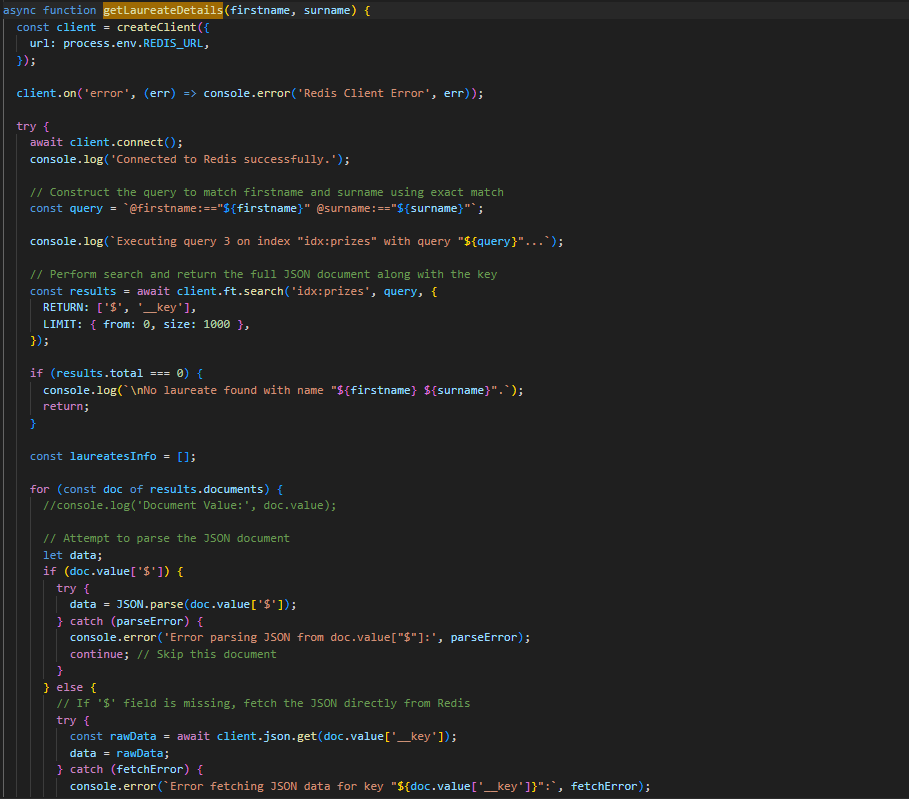 async function getLaureateDetails(firstname, surname) {
  const client = createClient({
    url: process.env.REDIS_URL,
  });

  client.on('error', (err) => console.error('Redis Client Error', err));

  try {
    await client.connect();
    console.log('Connected to Redis successfully.');

    // Construct the query to match firstname and surname using exact match
    const query = `@firstname:=="${firstname}" @surname:=="${surname}"`;

    console.log(`Executing query 3 on index "idx:prizes" with query "${query}"...`);

    // Perform search and return the full JSON document along with the key
    const results = await client.ft.search('idx:prizes', query, {
      RETURN: ['$', '__key'],
      LIMIT: { from: 0, size: 1000 },
    });

    if (results.total === 0) {
      console.log(`\nNo laureate found with name "${firstname} ${surname}".`);
      return;
    }

    const laureatesInfo = [];

    for (const doc of results.documents) {
      //console.log('Document Value:', doc.value);

      // Attempt to parse the JSON document
      let data;
      if (doc.value['$']) {
        try {
          data = JSON.parse(doc.value['$']);
        } catch (parseError) {
          console.error('Error parsing JSON from doc.value["$"]:', parseError);
          continue; // Skip this document
        }
      } else {
        // If '$' field is missing, fetch the JSON directly from Redis
        try {
          const rawData = await client.json.get(doc.value['__key']);
          data = rawData;
        } catch (fetchError) {
          console.error(`Error fetching JSON data for key "${doc.value['__key']}":`, fetchError);